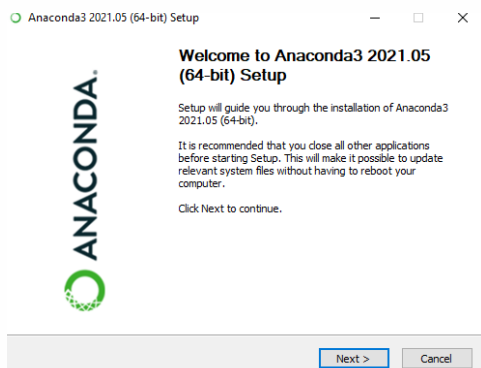 Anaconda3 2021.05 (64-bit) Setup
Welcome to Anaconda3 2021.05
(64-bit) Setup
Setup will guide you through the installation of Anaconda3
2021.05 (64-bit).
It is recommended that you close all other applications
before starting Setup. This will make it possible to update
relevant system files without having to reboot your
computer.
Click Next to continue.
ANACONDA.
Next >
Cancel